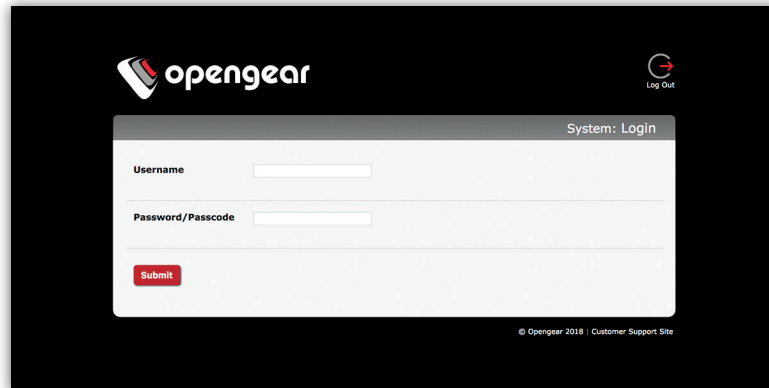 opengear
Log Out
System: Login
Username
Password/Passcode
Submit
© Opengear 2018 | Customer Support Site